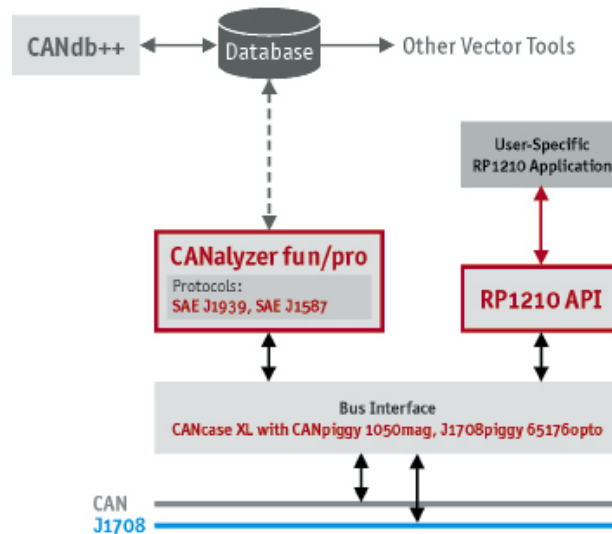 CANdb++
Database
Other Vector Tools
User-Specific
RP1210 Application
CANalyzer fun/pro
Protocols:
SAE J1939, SAE J1587
RP1210 API
Bus Interface
CANcase XL with CANpiggy 1050mag, J1708piggy 65176opto
CAN
J1708